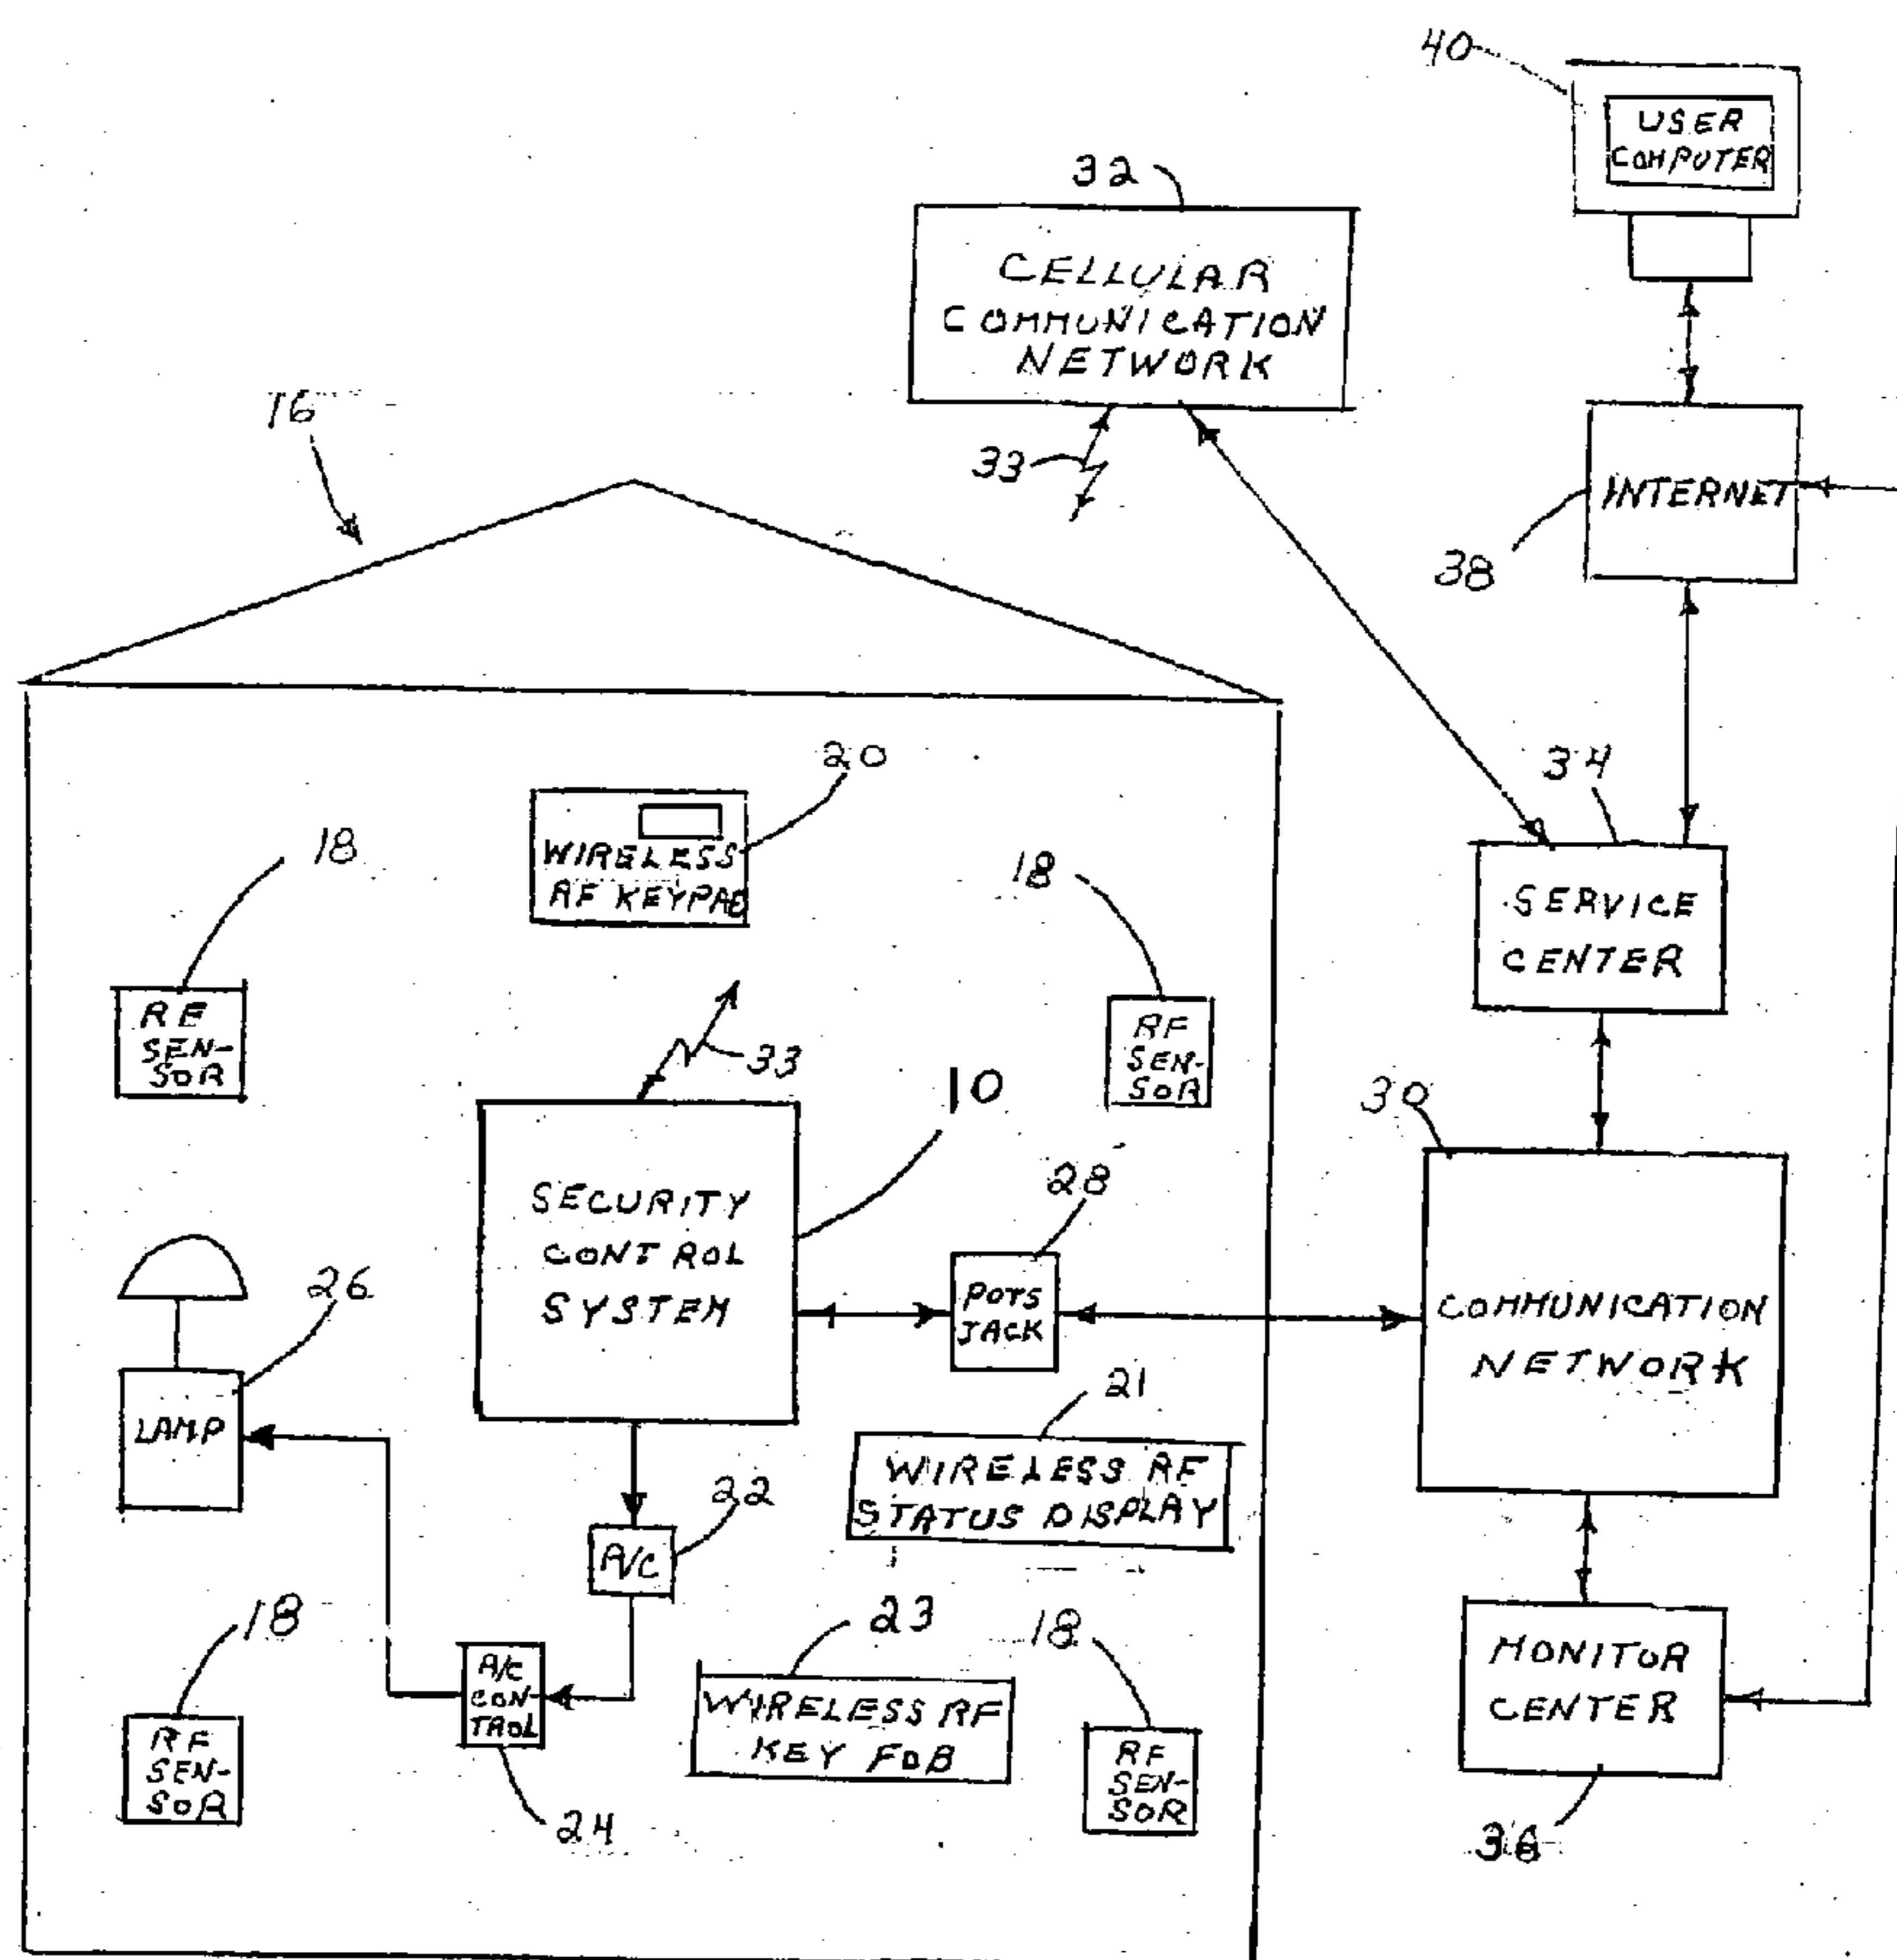 40
USER
COMPUTER
32
CELLULAR
COMMUNICATION
NETWORK
16
33
INTERNET
38
20
34
WIRELESS
RF KEYPAD
18
18
SERVICE
CENTER
RF
SEN-
SOR
RF
SEN-
SOR
33
10
30
28
SECURITY
CONTROL
SYSTEM
26
POTS
JACK
COMMUNICATION
NETWORK
21
LAMP
WIRELESS RF
STATUS DISPLAY
22
A/C
23
18
18
A/C
CON-
TROL
WIRELESS RF
KEY FOB
MONITOR
CENTER
RF
SEN-
SOR
RF
SEN-
SOR
24
36